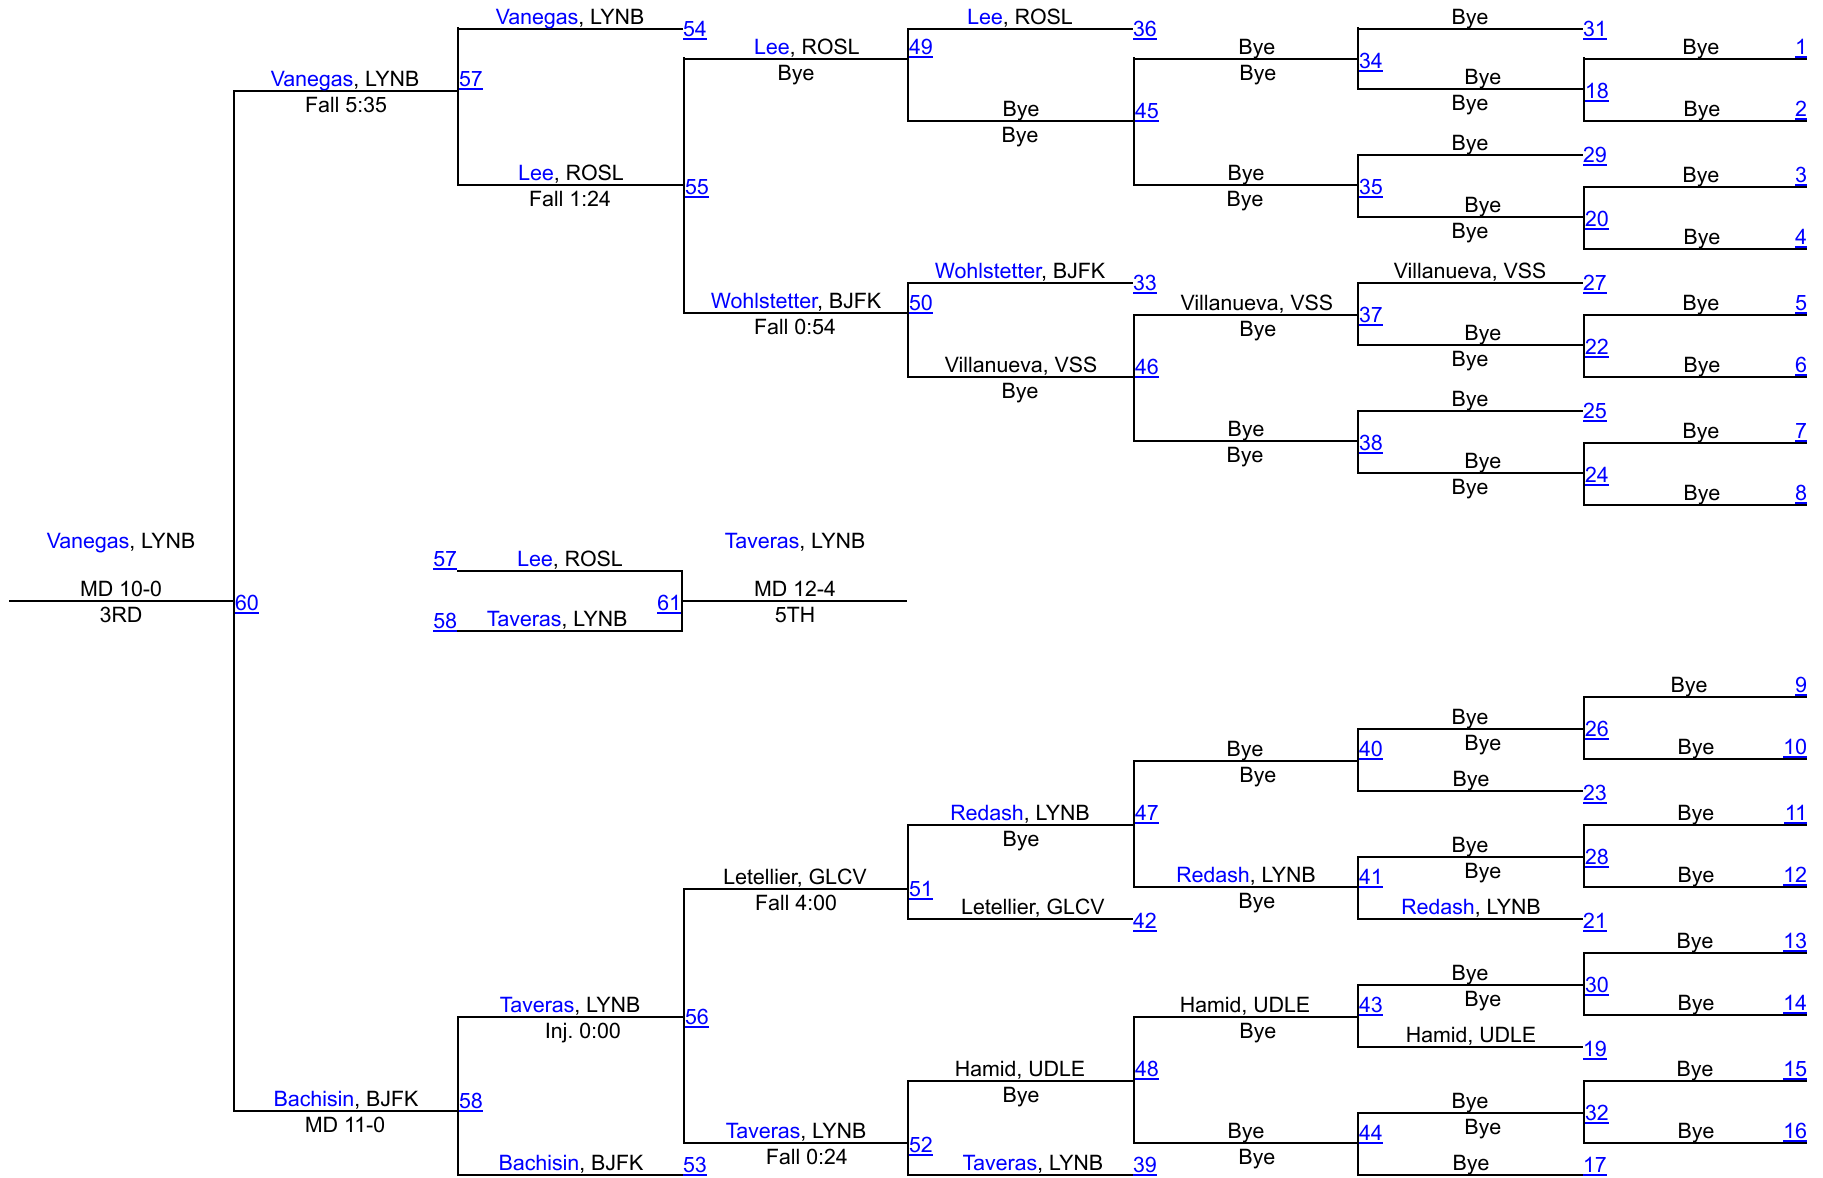 Vanegas, LYNB
54
Lee, ROSL
36
Bye
31
Lee, ROSL
49
Bye
34
Bye
1
Vanegas, LYNB
57
Bye
Bye
Bye
18
Fall 5:35
Bye
45
Bye
Bye
2
Bye
Bye
29
Lee, ROSL
55
Bye
35
Bye
3
Fall 1:24
Bye
Bye
20
Bye
Bye
4
Wohlstetter, BJFK
33
Villanueva, VSS
27
Wohlstetter, BJFK
50
Villanueva, VSS
37
Bye
5
Fall 0:54
Bye
Bye
22
Villanueva, VSS
46
Bye
Bye
6
Bye
Bye
25
Bye
38
Bye
7
Bye
Bye
24
Bye
Bye
8
Vanegas, LYNB
Taveras, LYNB
57
Lee, ROSL
MD 10-0
60
61
MD 12-4
3RD
58
Taveras, LYNB
5TH
Bye
9
Bye
26
Bye
40
Bye
Bye
10
Bye
Bye
23
Redash, LYNB
47
Bye
11
Bye
Bye
28
Letellier, GLCV
51
Redash, LYNB
41
Bye
Bye
12
Fall 4:00
Letellier, GLCV
42
Bye
Redash, LYNB
21
Bye
13
Bye
30
Taveras, LYNB
56
Hamid, UDLE
43
Bye
Bye
14
Inj. 0:00
Bye
Hamid, UDLE
19
Hamid, UDLE
48
Bye
15
Bachisin, BJFK
58
Bye
Bye
32
MD 11-0
Taveras, LYNB
52
Bye
44
Bye
Bye
16
Bachisin, BJFK
53
Fall 0:24
Taveras, LYNB
39
Bye
Bye
17